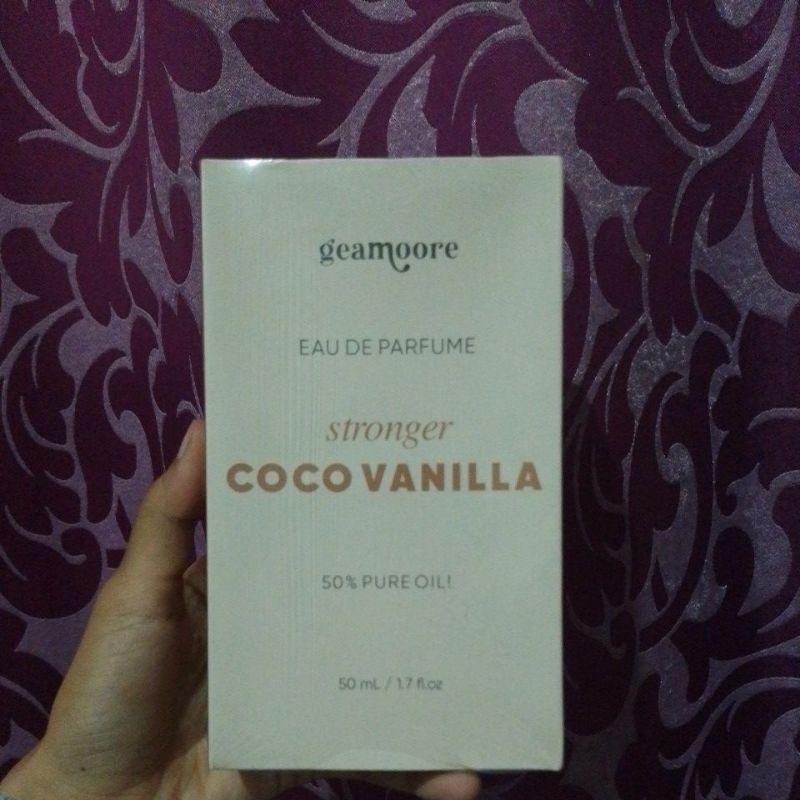 geamoore
EAU DE PARFUME
stronger
COCO VANILLA
50% PURE OIL!
50 mL / 1.7 fl.oz